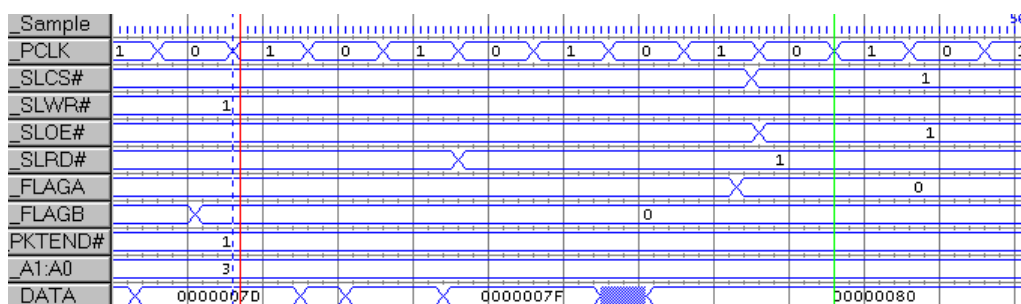 _Sample 50
_PCLK 1 0 1 0 1 0 1 0 1 0 1 0
_SLCS# 1
_SLWR# 1
_SLOE# 1
_SLRD# 1
_FLAGA 0
_FLAGB 0
PKTEND# 1
_A1:A0 3
DATA 0000007D 0000007F 00000080